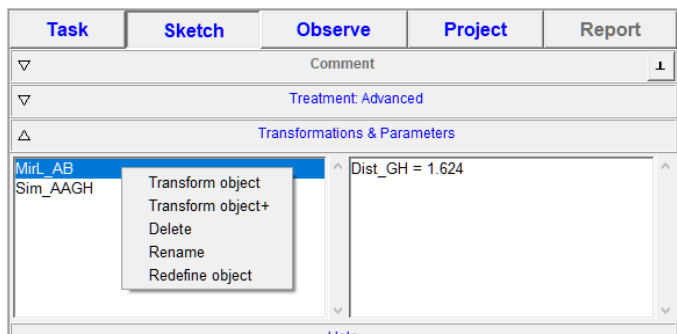 Task Sketch Observe Project Report
Comment
Treatment: Advanced
Transformations & Parameters
MirL_AB
Sim_AAGH
Transform object
Transform object+
Delete
Rename
Redefine object
Dist_GH = 1.624